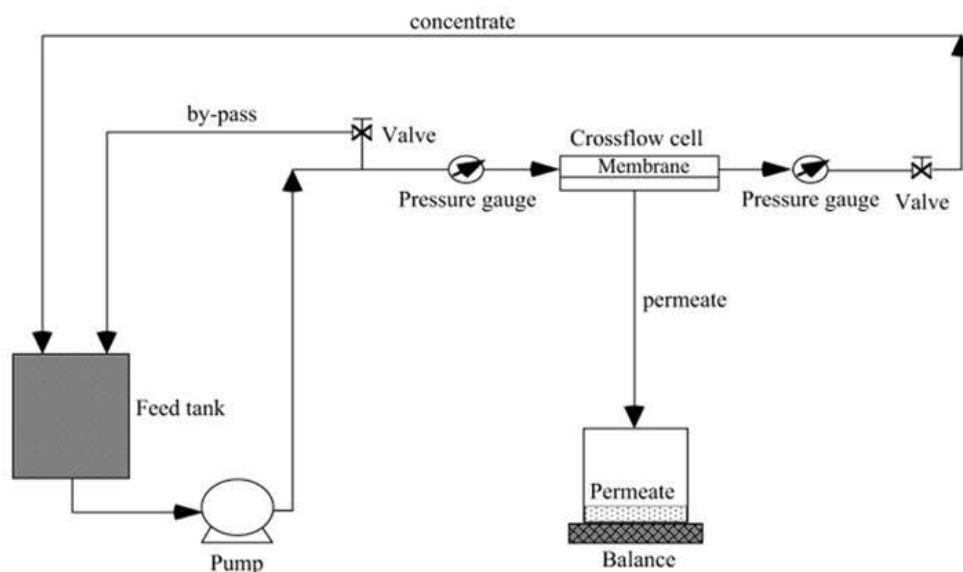 concentrate
by-pass
Valve
Crossflow cell
Membrane
Pressure gauge
Pressure gauge
Valve
permeate
Feed tank
Permeate
Pump
Balance